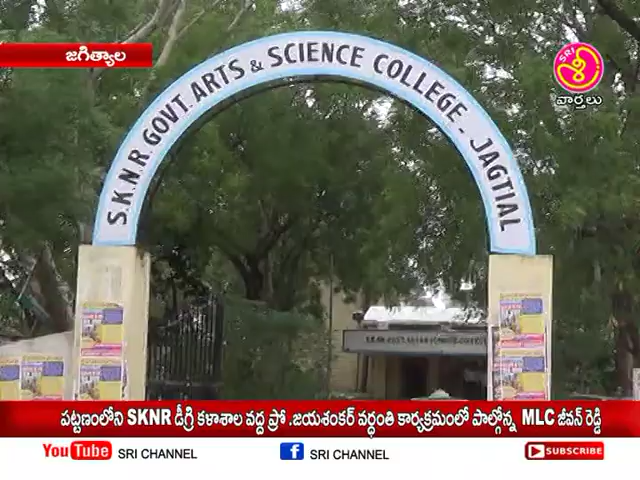 జగిత్యాల
SRI
శ్రీ
వార్తలు
S.K.N.R. GOVT. ARTS & SCIENCE COLLEGE - JAGTIAL
పట్టణంలోని SKNR డిగ్రీ కళాశాల వద్ద ప్రో .జయశంకర్ వర్ధంతి కార్యక్రమంలో పాల్గొన్న MLC జీవన్ రెడ్డి
YouTube SRI CHANNEL f SRI CHANNEL SUBSCRIBE